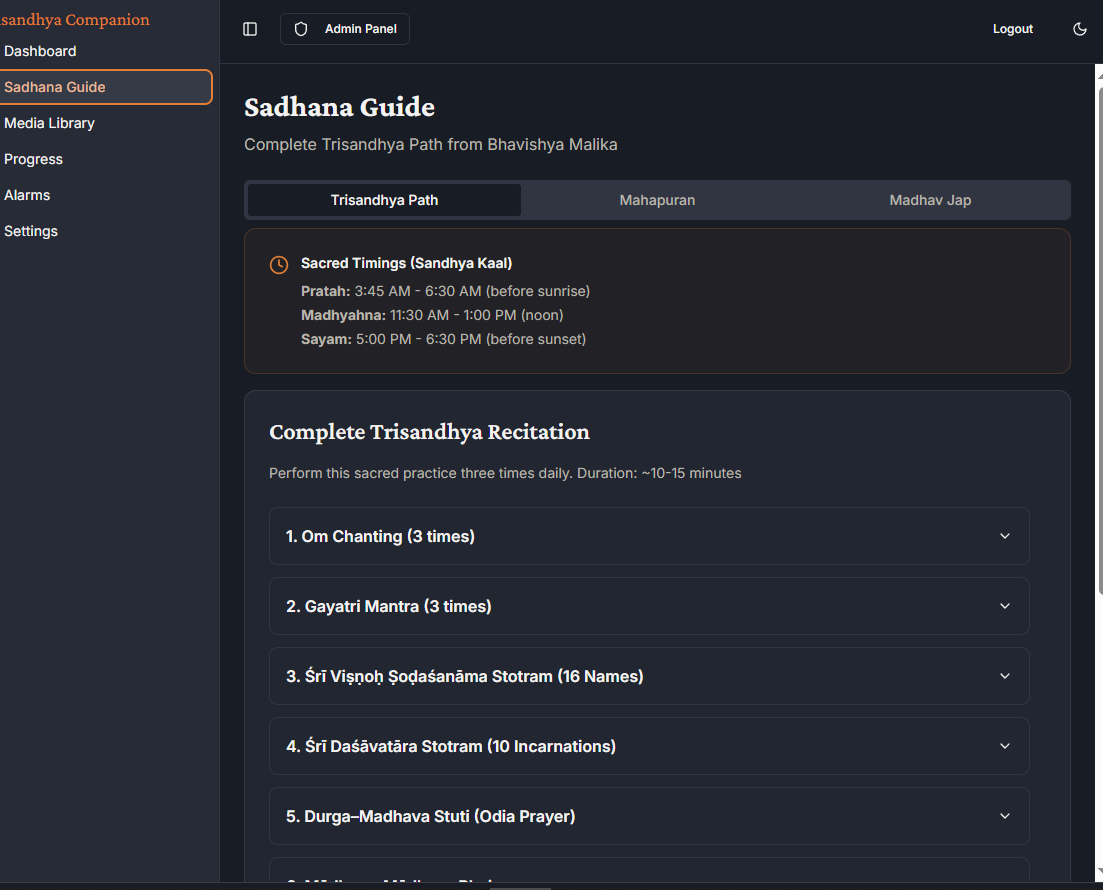 sandhya Companion
Dashboard
Sadhana Guide
Media Library
Progress
Alarms
Settings
Admin Panel
Logout
Sadhana Guide
Complete Trisandhya Path from Bhavishya Malika
Trisandhya Path
Mahapuran
Madhav Jap
Sacred Timings (Sandhya Kaal)
Pratah: 3:45 AM - 6:30 AM (before sunrise)
Madhyahna: 11:30 AM - 1:00 PM (noon)
Sayam: 5:00 PM - 6:30 PM (before sunset)
Complete Trisandhya Recitation
Perform this sacred practice three times daily. Duration: ~10-15 minutes
1. Om Chanting (3 times)
2. Gayatri Mantra (3 times)
3. Śrī Viṣṇoḥ Ṣoḍaśanāma Stotram (16 Names)
4. Śrī Daśāvatāra Stotram (10 Incarnations)
5. Durga–Madhava Stuti (Odia Prayer)